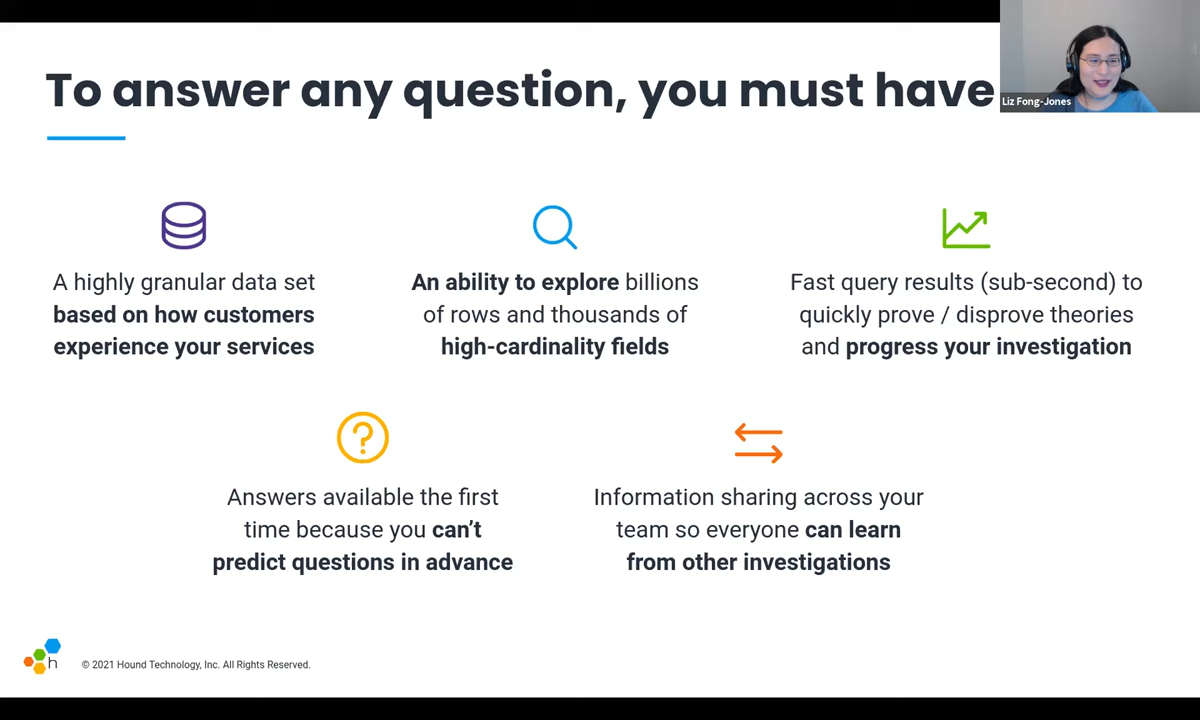 To answer any question, you must have
Liz Fong-Jones
A highly granular data set
based on how customers
experience your services
An ability to explore billions
of rows and thousands of
high-cardinality fields
Fast query results (sub-second) to
quickly prove / disprove theories
and progress your investigation
Answers available the first
time because you can’t
predict questions in advance
Information sharing across your
team so everyone can learn
from other investigations
h
© 2021 Hound Technology, Inc. All Rights Reserved.